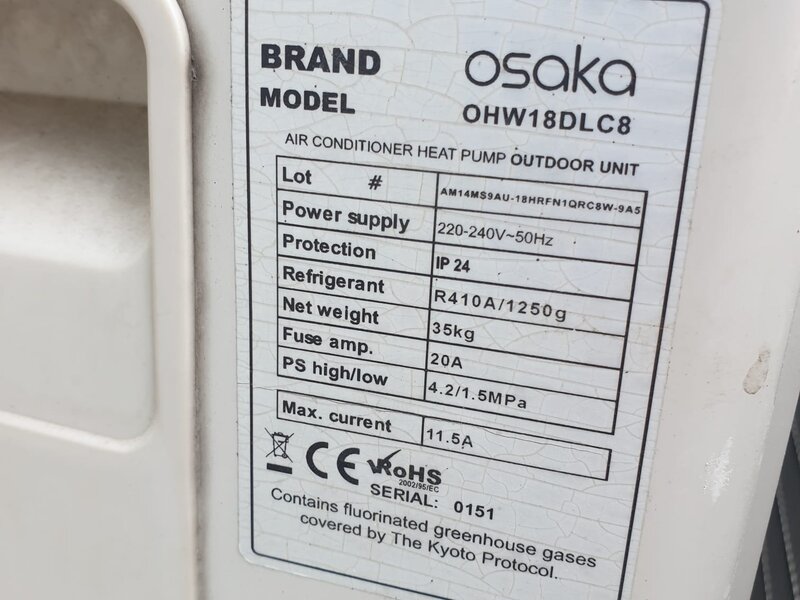 BRAND osaka
MODEL OHW18DLC8
AIR CONDITIONER HEAT PUMP OUTDOOR UNIT
Lot # AM14MS9AU-18HRFN1QRC8W-9A5
Power supply 220-240V~50Hz
Protection IP 24
Refrigerant R410A/1250g
Net weight 35kg
Fuse amp. 20A
PS high/low 4.2/1.5MPa
Max. current 11.5A
CE RoHS
2002/95/EC
SERIAL: 0151
Contains fluorinated greenhouse gases
covered by The Kyoto Protocol.